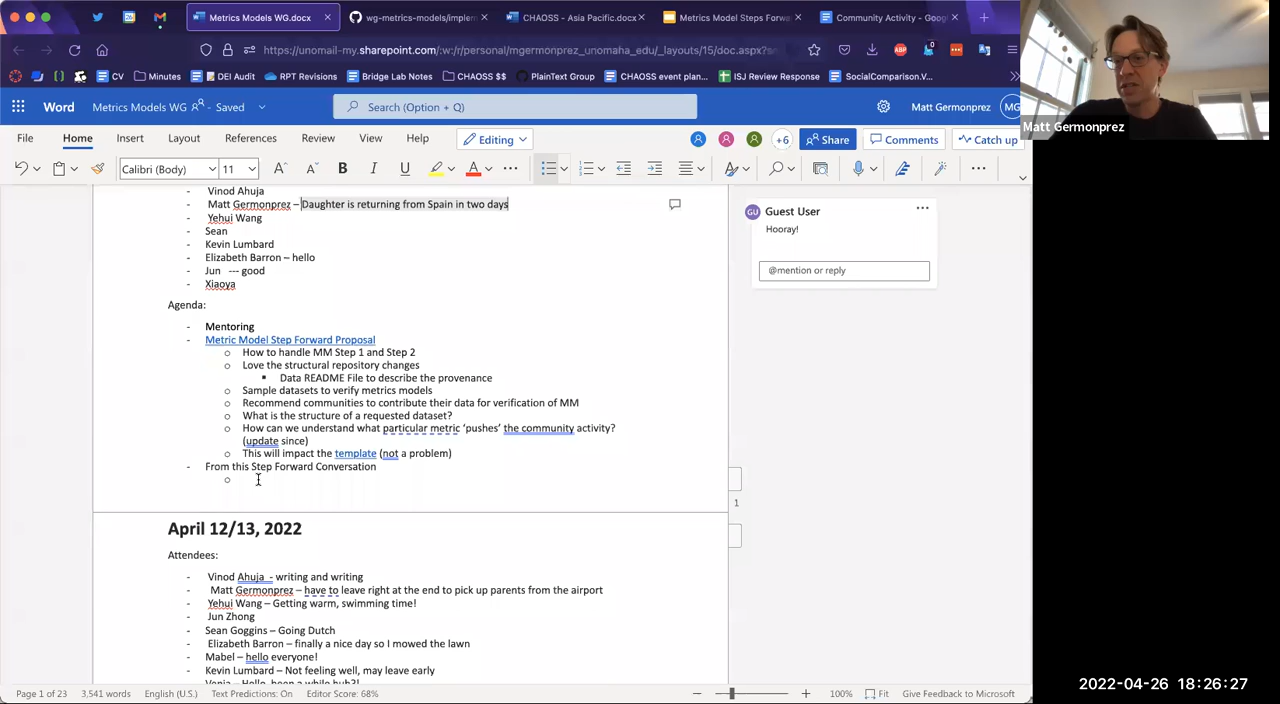 Metrics Models WG.docx ×
wg-metrics-models/implem ×
CHAOSS - Asia Pacific.docx ×
Metrics Model Steps Forwa ×
Community Activity - Goog ×
https://unomail-my.sharepoint.com/:w:/r/personal/mgermonprez_unomaha_edu/_layouts/15/doc.aspx?s
CV
Minutes
DEI Audit
RPT Revisions
Bridge Lab Notes
CHAOSS $$
PlainText Group
CHAOSS event plan...
ISJ Review Response
SocialComparison.V...
Word
Metrics Models WG - Saved
Search (Option + Q)
Matt Germonprez
MG
Matt Germonprez
File Home Insert Layout References Review View Help
Editing
+6
Share
Comments
Catch up
Calibri (Body) 11
- Vinod Ahuja
- Matt Germonprez – Daughter is returning from Spain in two days
- Yehui Wang
- Sean
- Kevin Lumbard
- Elizabeth Barron – hello
- Jun --- good
- Xiaoya
Agenda:
- Mentoring
- Metric Model Step Forward Proposal
o How to handle MM Step 1 and Step 2
o Love the structural repository changes
▪ Data README File to describe the provenance
o Sample datasets to verify metrics models
o Recommend communities to contribute their data for verification of MM
o What is the structure of a requested dataset?
o How can we understand what particular metric ‘pushes’ the community activity?
(update since)
o This will impact the template (not a problem)
- From this Step Forward Conversation
o
GU Guest User
Hooray!
@mention or reply
1
April 12/13, 2022
Attendees:
- Vinod Ahuja - writing and writing
- Matt Germonprez – have to leave right at the end to pick up parents from the airport
- Yehui Wang – Getting warm, swimming time!
- Jun Zhong
- Sean Goggins – Going Dutch
- Elizabeth Barron – finally a nice day so I mowed the lawn
- Mabel – hello everyone!
- Kevin Lumbard – Not feeling well, may leave early
Page 1 of 23 3,541 words English (U.S.) Text Predictions: On Editor Score: 68%
100% Fit Give Feedback to Microsoft
2022-04-26 18:26:27